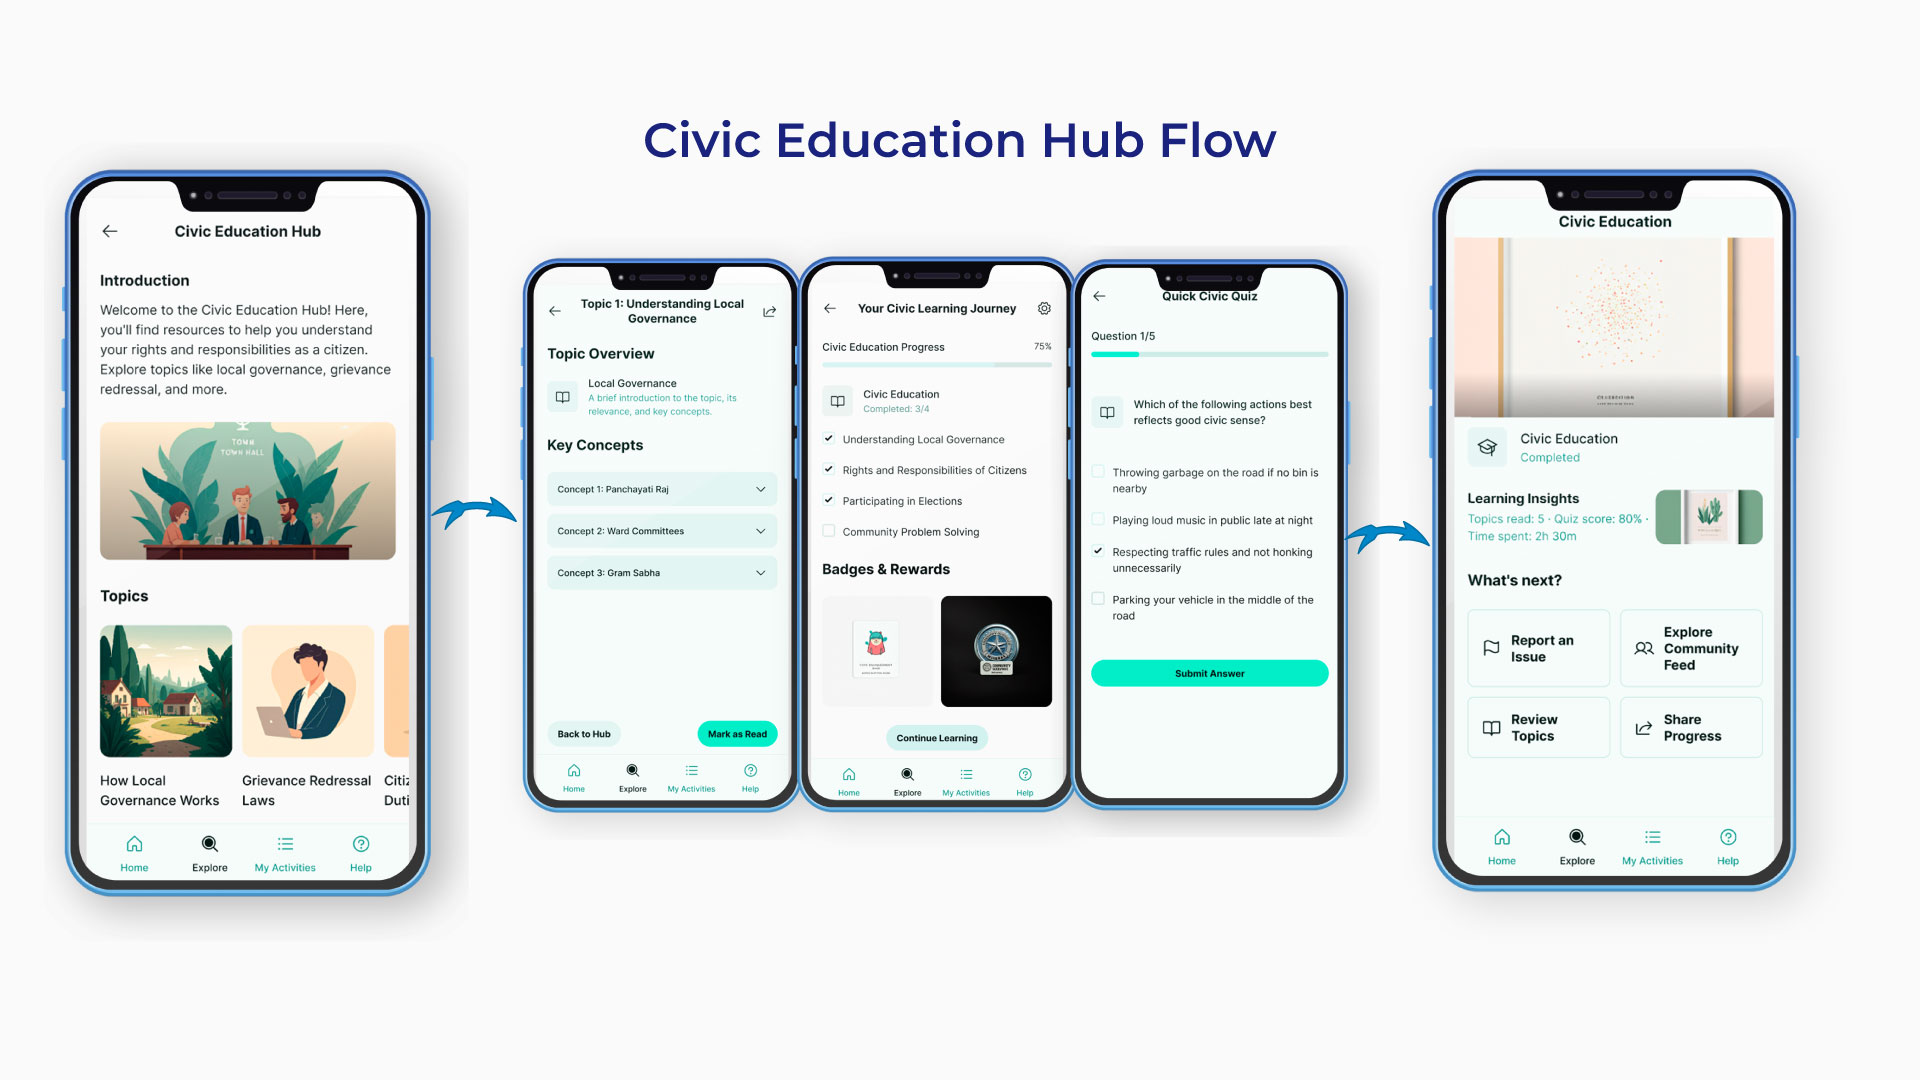 Civic Education Hub Flow
Civic Education Hub
Introduction
Welcome to the Civic Education Hub! Here,
you'll find resources to help you understand
your rights and responsibilities as a citizen.
Explore topics like local governance, grievance
redressal, and more.
TOWN
TOWN HALL
Topics
How Local
Governance Works
Grievance Redressal
Laws
Citiz
Duti
Home
Explore
My Activities
Help
Topic 1: Understanding Local
Governance
Topic Overview
Local Governance
A brief introduction to the topic, its
relevance, and key concepts.
Key Concepts
Concept 1: Panchayati Raj
Concept 2: Ward Committees
Concept 3: Gram Sabha
Back to Hub
Mark as Read
Home
Explore
My Activities
Help
Your Civic Learning Journey
Civic Education Progress
75%
Civic Education
Completed: 3/4
Understanding Local Governance
Rights and Responsibilities of Citizens
Participating in Elections
Community Problem Solving
Badges & Rewards
Continue Learning
Home
Explore
My Activities
Help
Quick Civic Quiz
Question 1/5
Which of the following actions best
reflects good civic sense?
Throwing garbage on the road if no bin is
nearby
Playing loud music in public late at night
Respecting traffic rules and not honking
unnecessarily
Parking your vehicle in the middle of the
road
Submit Answer
Civic Education
Civic Education
Completed
Learning Insights
Topics read: 5 · Quiz score: 80% ·
Time spent: 2h 30m
What's next?
Report an
Issue
Explore
Community
Feed
Review
Topics
Share
Progress
Home
Explore
My Activities
Help